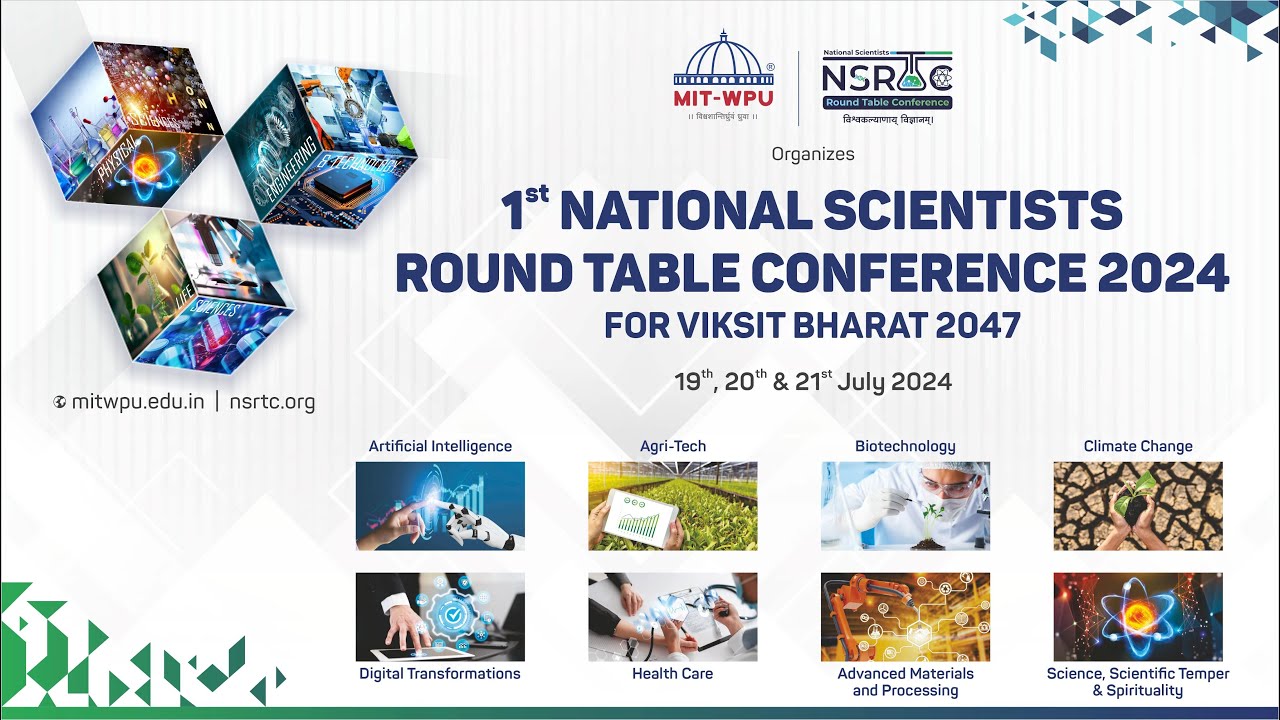 MIT-WPU
®
॥ विश्वशान्तिर्ध्रुवं ध्रुवा ॥
National Scientists
NSRTC
Round Table Conference
विश्वकल्याणाय् विज्ञानम्।
Organizes
1st NATIONAL SCIENTISTS
ROUND TABLE CONFERENCE 2024
FOR VIKSIT BHARAT 2047
19th, 20th & 21st July 2024
PHYSICAL
SCIENCES
ENGINEERING
& TECHNOLOGY
LIFE
SCIENCES
mitwpu.edu.in | nsrtc.org
Artificial Intelligence
Agri-Tech
Biotechnology
Climate Change
Digital Transformations
Health Care
Advanced Materials
and Processing
Science, Scientific Temper
& Spirituality